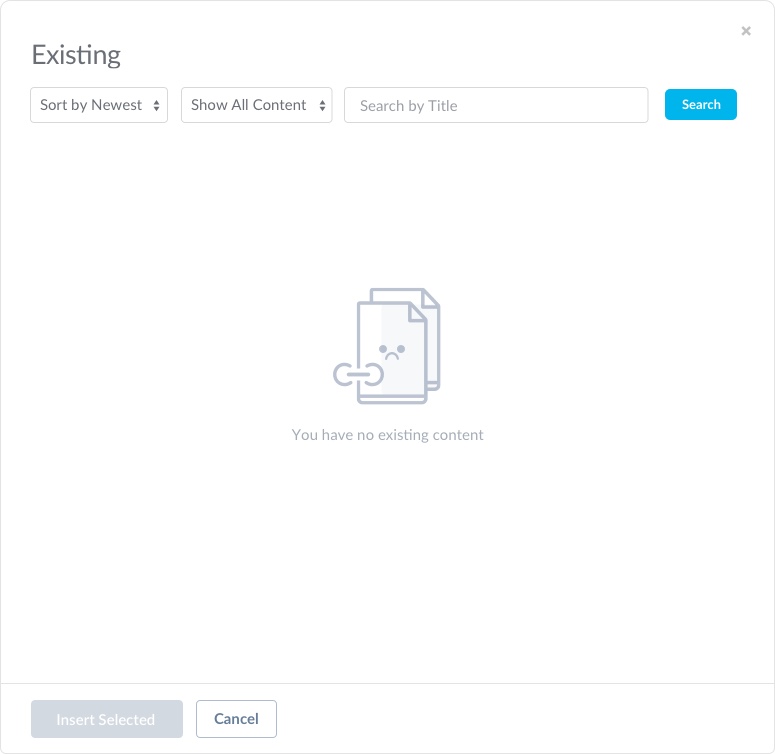 Existing
Sort by Newest
Show All Content
Search by Title
Search
You have no existing content
Insert Selected
Cancel